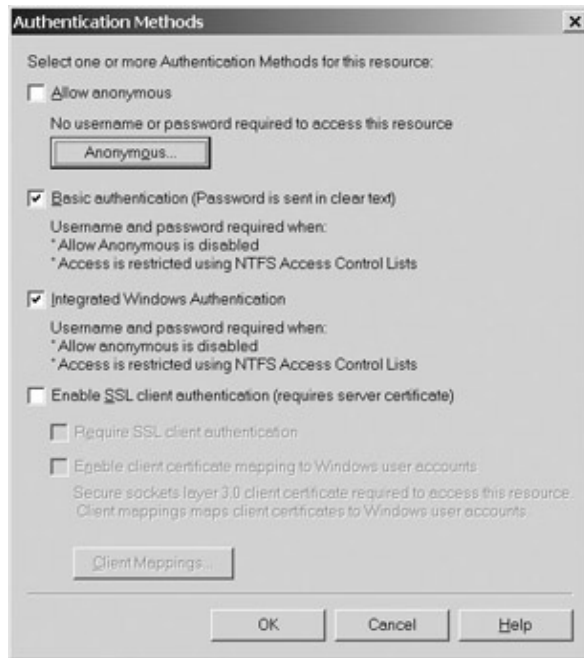 Authentication Methods
Select one or more Authentication Methods for this resource:
Allow anonymous
No username or password required to access this resource
Anonymous...
Basic authentication (Password is sent in clear text)
Username and password required when:
*Allow Anonymous is disabled
*Access is restricted using NTFS Access Control Lists
Integrated Windows Authentication
Username and password required when:
*Allow anonymous is disabled
*Access is restricted using NTFS Access Control Lists
Enable SSL client authentication (requires server certificate)
Require SSL client authentication
Enable client certificate mapping to Windows user accounts
Secure sockets layer 3.0 client certificate required to access this resource.
Client mappings maps client certificates to Windows user accounts.
Client Mappings...
OK Cancel Help